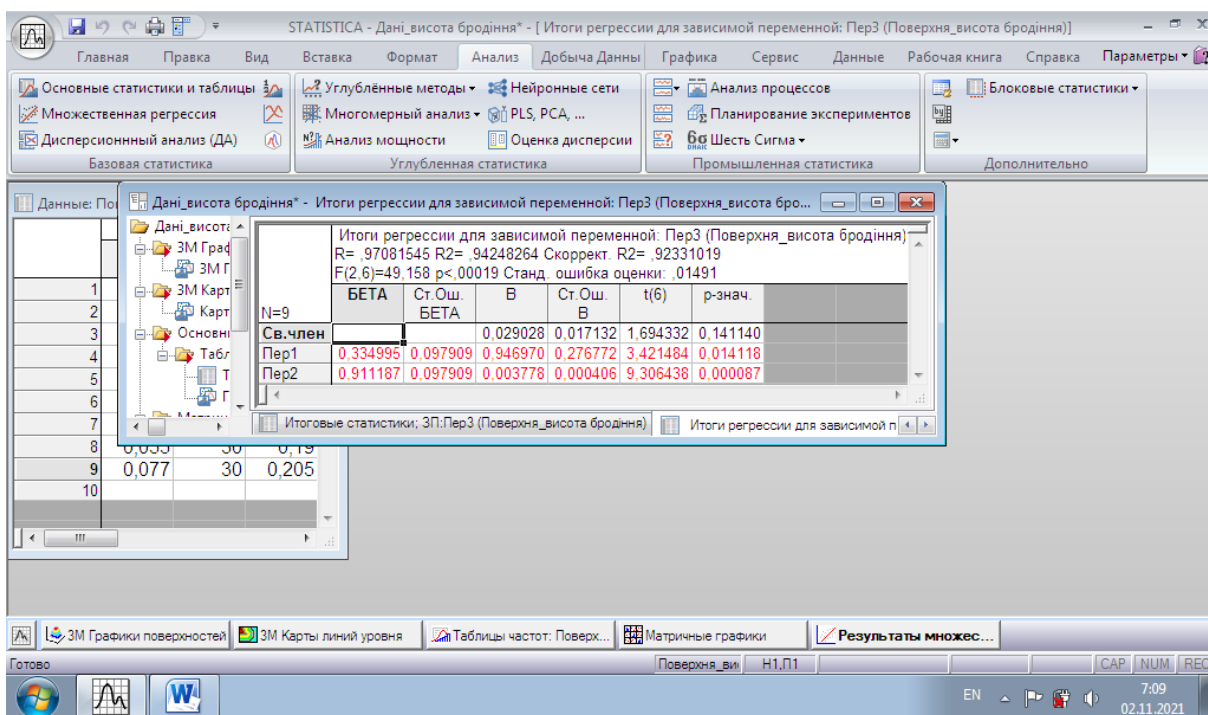 STATISTICA - Дані_висота бродіння* - [ Итоги регрессии для зависимой переменной: Пер3 (Поверхня_висота бродіння)]
Главная Правка Вид Вставка Формат Анализ Добыча Данны Графика Сервис Данные Рабочая книга Справка Параметры
Основные статистики и таблицы Углублённые методы Нейронные сети Анализ процессов Блоковые статистики
Множественная регрессия Многомерный анализ PLS, PCA, ... Планирование экспериментов
Дисперсионнный анализ (ДА) Анализ мощности Оценка дисперсии 6σ Шесть Сигма
Базовая статистика Углубленная статистика Промышленная статистика Дополнительно
Данные: По
Дані_висота бродіння* - Итоги регрессии для зависимой переменной: Пер3 (Поверхня_висота бро...
Дані_висота
3М Граф
3М Г
3М Карт
Карт
Основн
Табл
Т
Г
Итоги регрессии для зависимой переменной: Пер3 (Поверхня_висота бродіння)
R= ,97081545 R2= ,94248264 Скоррект. R2= ,92331019
F(2,6)=49,158 p<,00019 Станд. ошибка оценки: ,01491
N=9 БЕТА Ст.Ош. БЕТА B Ст.Ош. B t(6) p-знач.
Св.член 0,029028 0,017132 1,694332 0,141140
Пер1 0,334995 0,097909 0,946970 0,276772 3,421484 0,014118
Пер2 0,911187 0,097909 0,003778 0,000406 9,306438 0,000087
Итоговые статистики; ЗП:Пер3 (Поверхня_висота бродіння) Итоги регрессии для зависимой п
1
2
3
4
5
6
7
8 0,055 30 0,19
9 0,077 30 0,205
10
3М Графики поверхностей 3М Карты линий уровня Таблицы частот: Поверх... Матричные графики Результаты множес...
Готово Поверхня_ви Н1,П1 CAP NUM REC
EN 7:09
02.11.2021